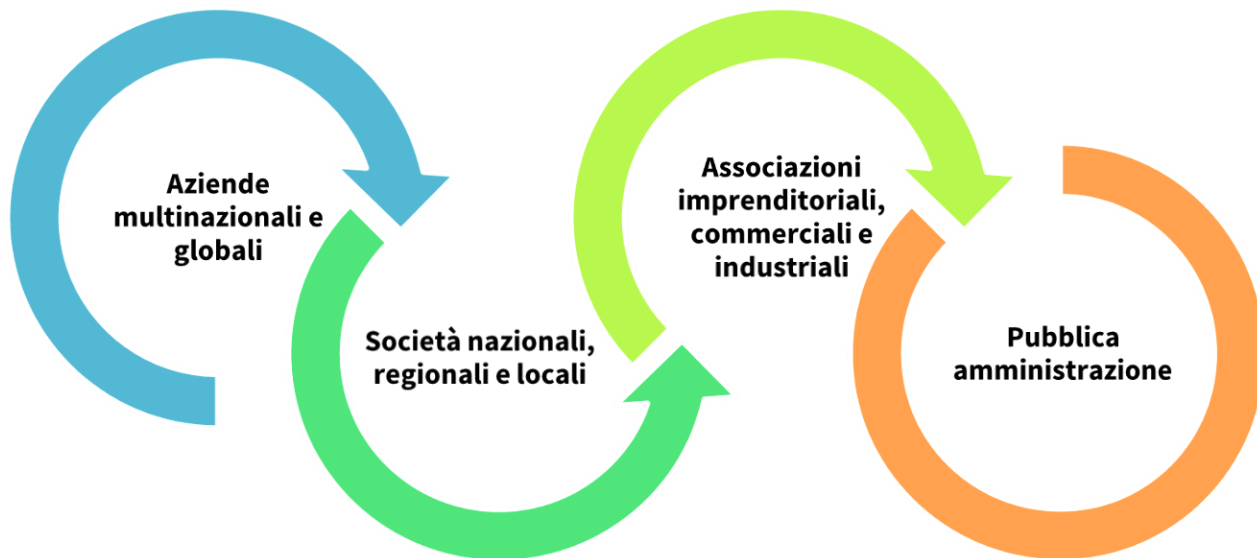 Aziende
multinazionali e
globali
Società nazionali,
regionali e locali
Associazioni
imprenditoriali,
commerciali e
industriali
Pubblica
amministrazione